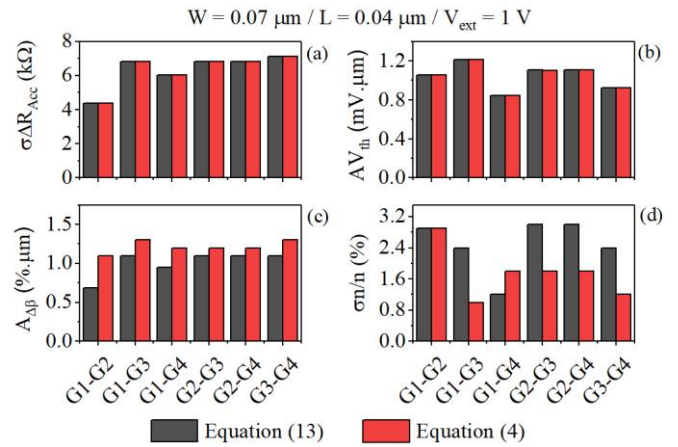 W = 0.07 μm / L = 0.04 μm / V_ext = 1 V
(a)
σΔR_Acc (kΩ)
8
6
4
2
0
(b)
AV_th (mV.μm)
1.2
0.8
0.4
0.0
(c)
A_Δβ (%.μm)
1.5
1.0
0.5
0.0
G1-G2
G1-G3
G1-G4
G2-G3
G2-G4
G3-G4
(d)
σn/n (%)
3.2
2.4
1.6
0.8
0.0
G1-G2
G1-G3
G1-G4
G2-G3
G2-G4
G3-G4
Equation (13)
Equation (4)